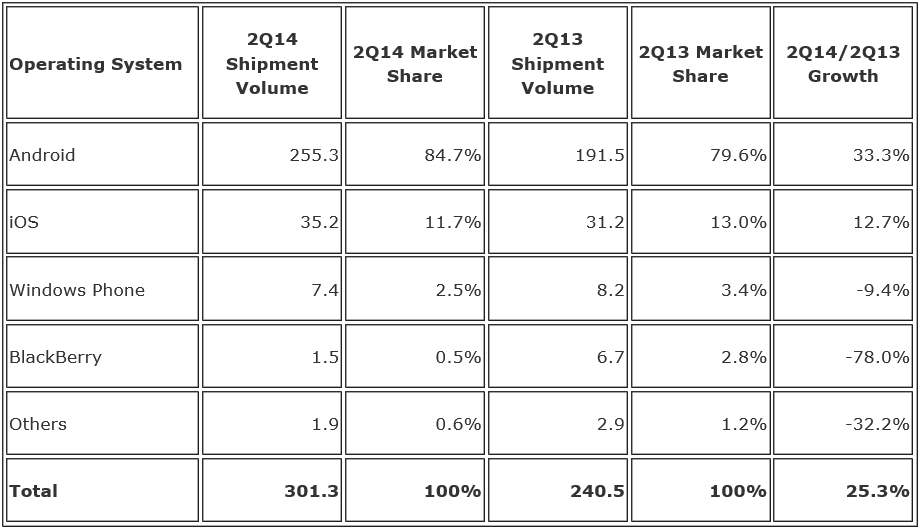 Operating System 2Q14 Shipment Volume 2Q14 Market Share 2Q13 Shipment Volume 2Q13 Market Share 2Q14/2Q13 Growth
Android 255.3 84.7% 191.5 79.6% 33.3%
iOS 35.2 11.7% 31.2 13.0% 12.7%
Windows Phone 7.4 2.5% 8.2 3.4% -9.4%
BlackBerry 1.5 0.5% 6.7 2.8% -78.0%
Others 1.9 0.6% 2.9 1.2% -32.2%
Total 301.3 100% 240.5 100% 25.3%